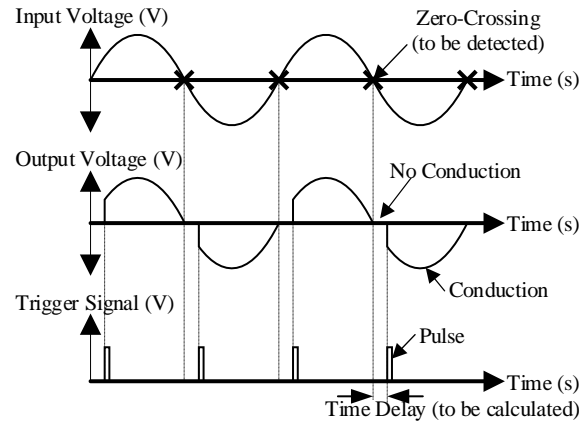 Input Voltage (V)
Zero-Crossing
(to be detected)
Time (s)
Output Voltage (V)
No Conduction
Time (s)
Conduction
Trigger Signal (V)
Pulse
Time (s)
Time Delay (to be calculated)